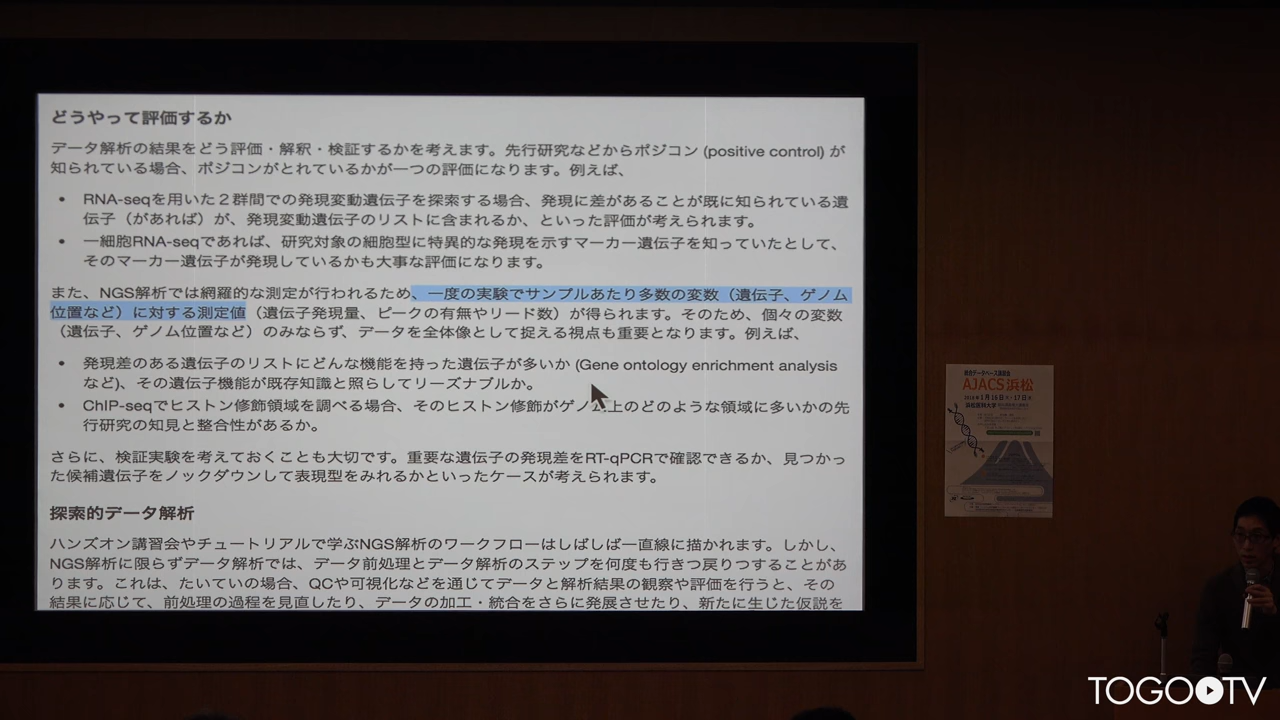 どうやって評価するか
データ解析の結果をどう評価・解釈・検証するかを考えます。先行研究などからポジコン (positive control) が
知られている場合、ポジコンがとれているかが一つの評価になります。例えば、
• RNA-seqを用いた２群間での発現変動遺伝子を探索する場合、発現に差があることが既に知られている遺
伝子（があれば）が、発現変動遺伝子のリストに含まれるか、といった評価が考えられます。
• 一細胞RNA-seqであれば、研究対象の細胞型に特異的な発現を示すマーカー遺伝子を知っていたとして、
そのマーカー遺伝子が発現しているかも大事な評価になります。
また、NGS解析では網羅的な測定が行われるため、一度の実験でサンプルあたり多数の変数（遺伝子、ゲノム
位置など）に対する測定値（遺伝子発現量、ピークの有無やリード数）が得られます。そのため、個々の変数
（遺伝子、ゲノム位置など）のみならず、データを全体像として捉える視点も重要となります。例えば、
• 発現差のある遺伝子のリストにどんな機能を持った遺伝子が多いか (Gene ontology enrichment analysis
など)、その遺伝子機能が既存知識と照らしてリーズナブルか。
• ChIP-seqでヒストン修飾領域を調べる場合、そのヒストン修飾がゲノム上のどのような領域に多いかの先
行研究の知見と整合性があるか。
さらに、検証実験を考えておくことも大切です。重要な遺伝子の発現差をRT-qPCRで確認できるか、見つかっ
た候補遺伝子をノックダウンして表現型をみれるかといったケースが考えられます。
探索的データ解析
ハンズオン講習会やチュートリアルで学ぶNGS解析のワークフローはしばしば一直線に描かれます。しかし、
NGS解析に限らずデータ解析では、データ前処理とデータ解析のステップを何度も行きつ戻りつすることがあ
ります。これは、たいていの場合、QCや可視化などを通じてデータと解析結果の観察や評価を行うと、その
結果に応じて、前処理の過程を見直したり、データの加工・統合をさらに発展させたり、新たに生じた仮説を
統合データベース講習会
AJACS浜松
浜松医科大学
TOGO TV